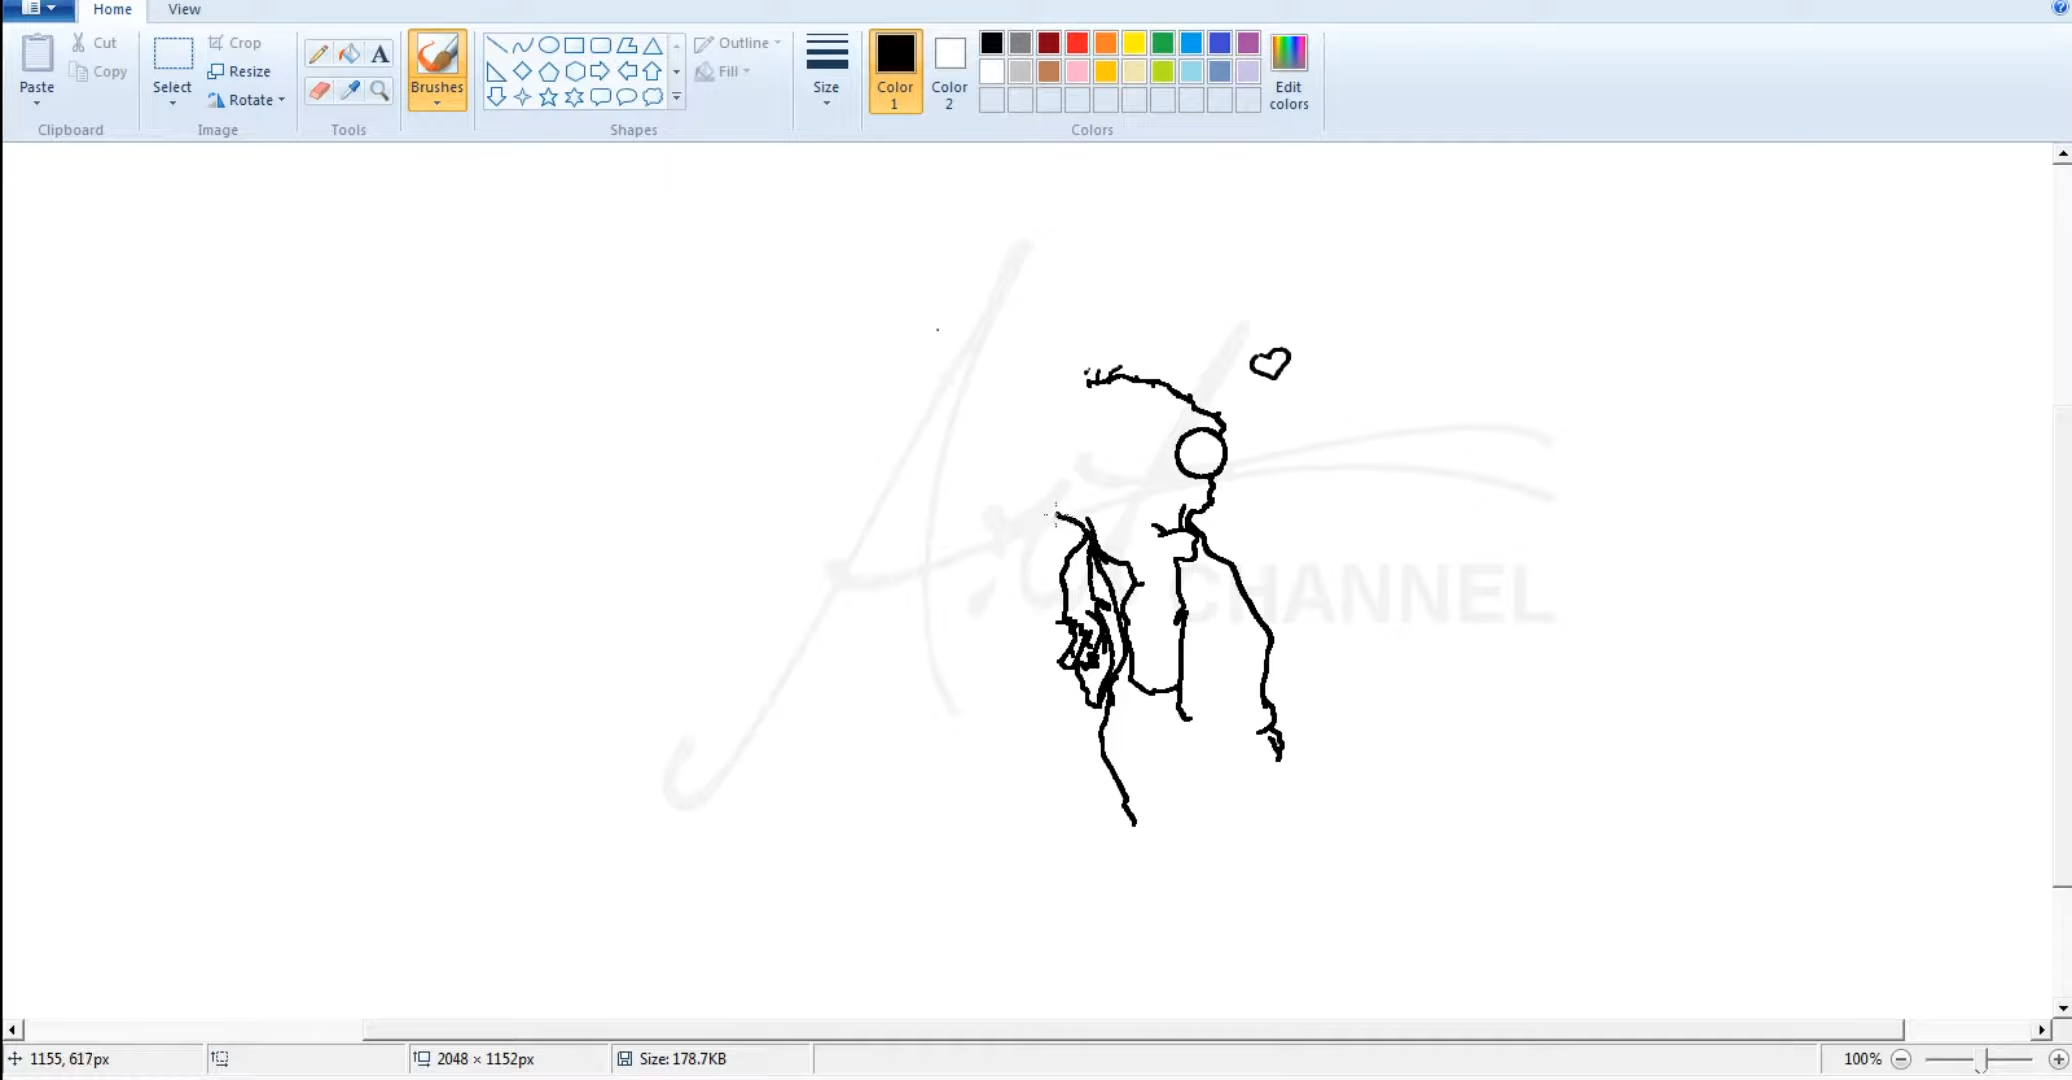 Home View
Paste Cut Copy Clipboard
Select Crop Resize Rotate Image
Tools
Brushes
Outline Fill Shapes
Size
Color 1
Color 2
Edit colors
Colors
A
Art
CHANNEL
1155, 617px
2048 × 1152px
Size: 178.7KB
100%